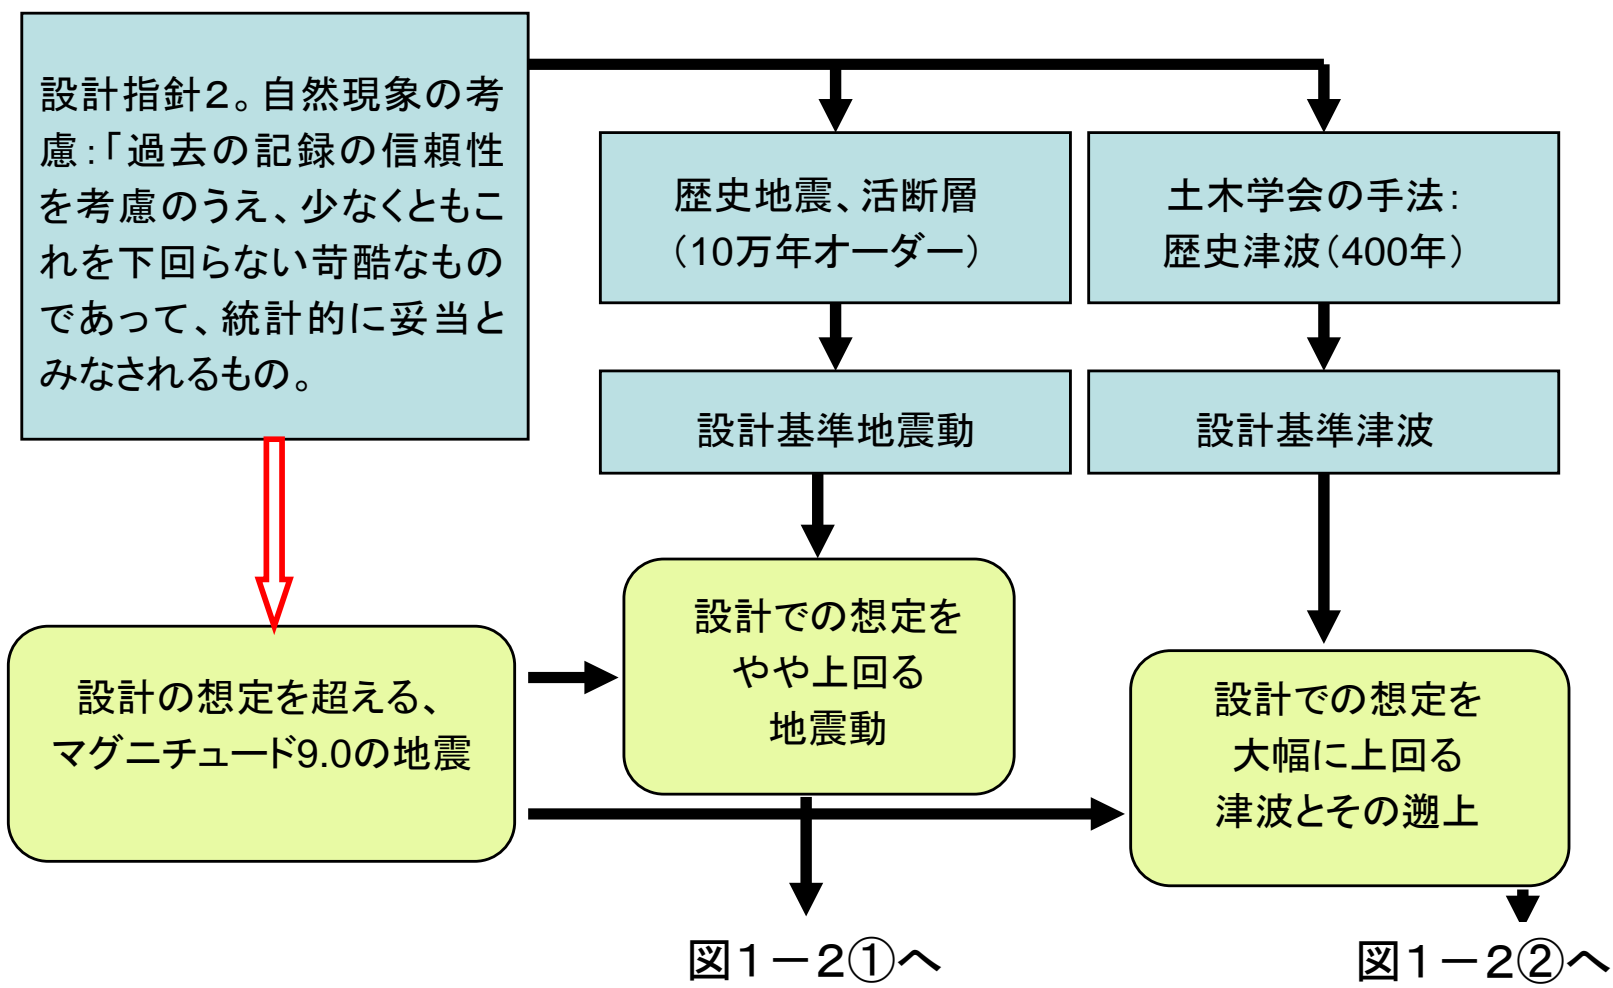 設計指針２。自然現象の考
慮：「過去の記録の信頼性
を考慮のうえ、少なくともこ
れを下回らない苛酷なもの
であって、統計的に妥当と
みなされるもの。
歴史地震、活断層
（10万年オーダー）
土木学会の手法：
歴史津波（400年）
設計基準地震動
設計基準津波
設計の想定を超える、
マグニチュード9.0の地震
設計での想定を
やや上回る
地震動
設計での想定を
大幅に上回る
津波とその遡上
図１－２①へ
図１－２②へ